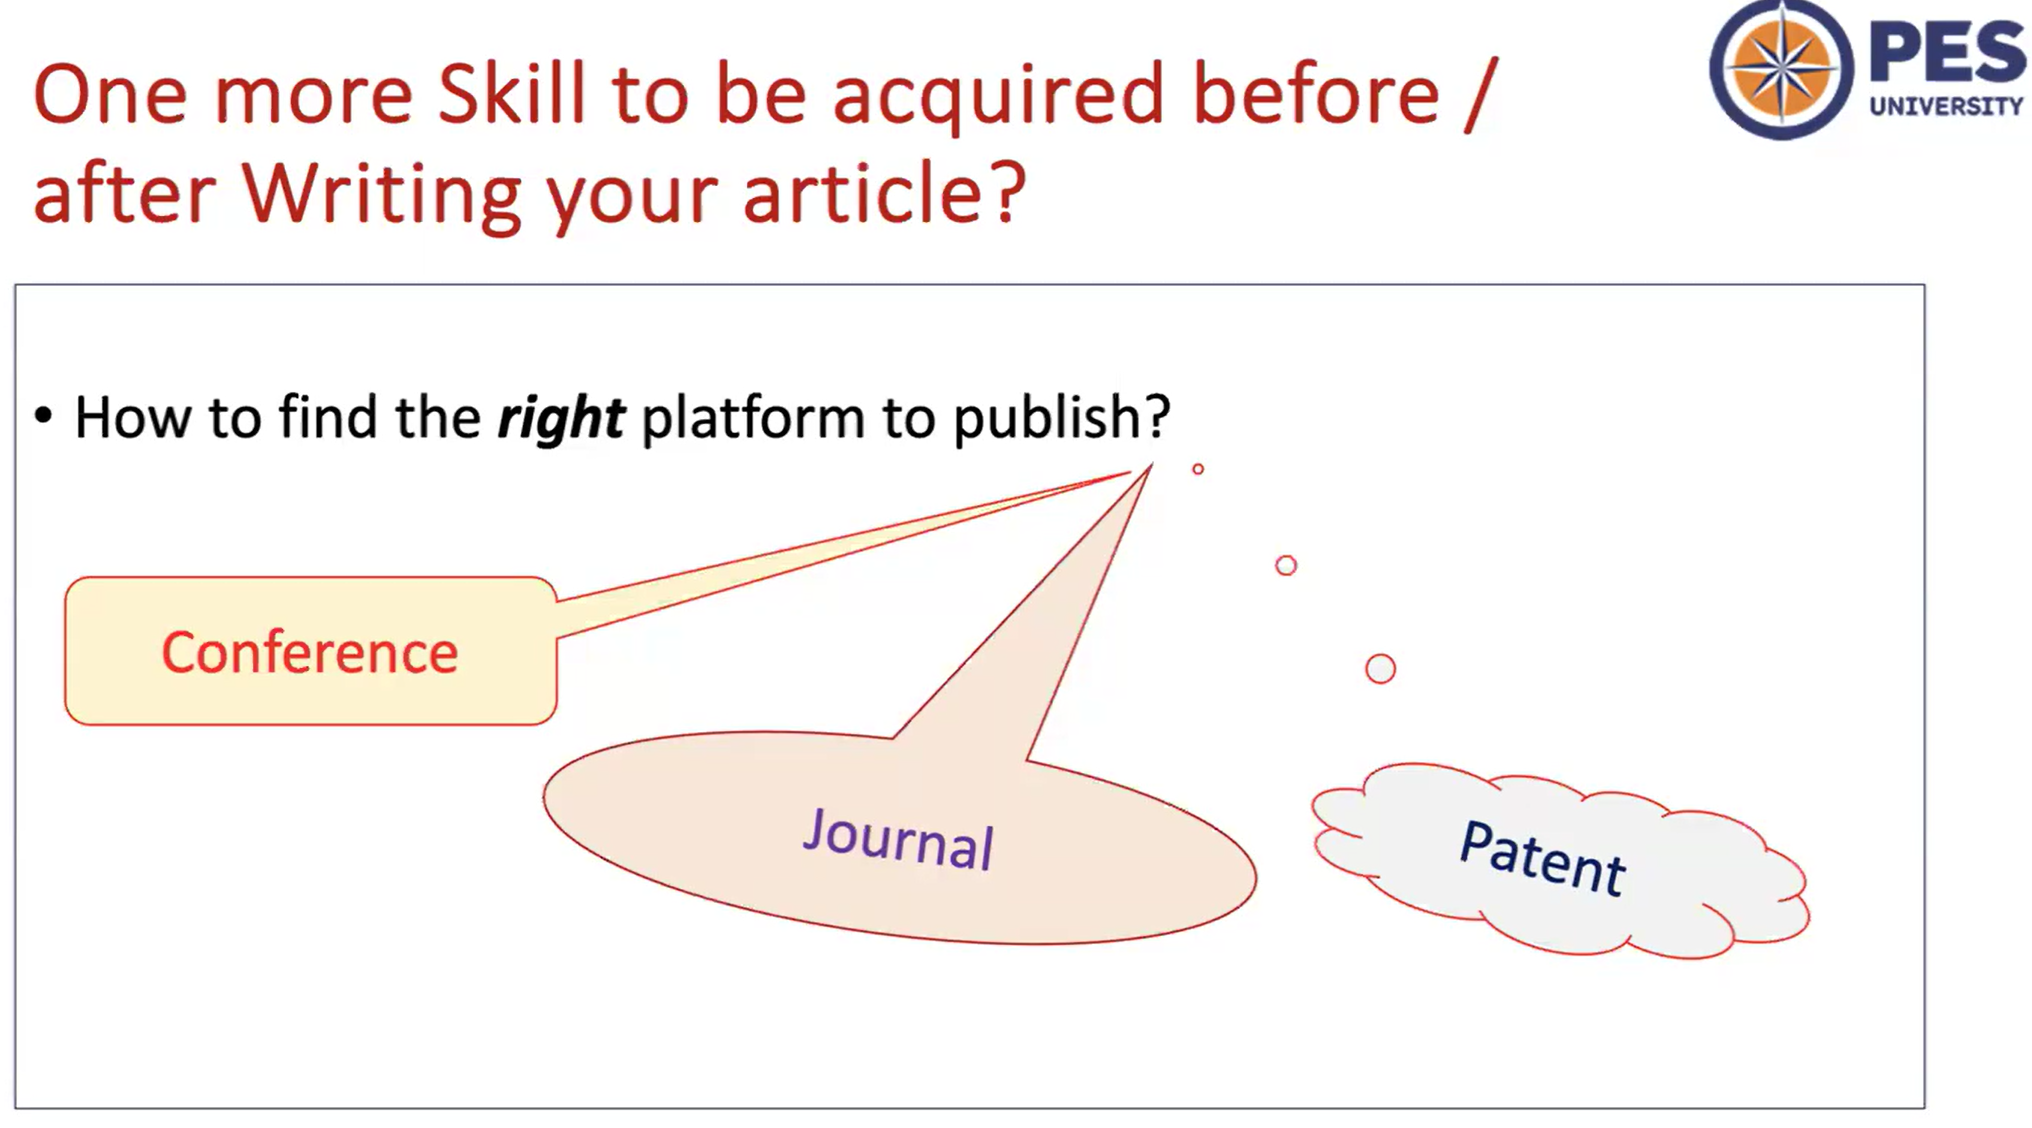 One more Skill to be acquired before /
after Writing your article?
PES
UNIVERSITY
• How to find the right platform to publish?
Conference
Journal
Patent